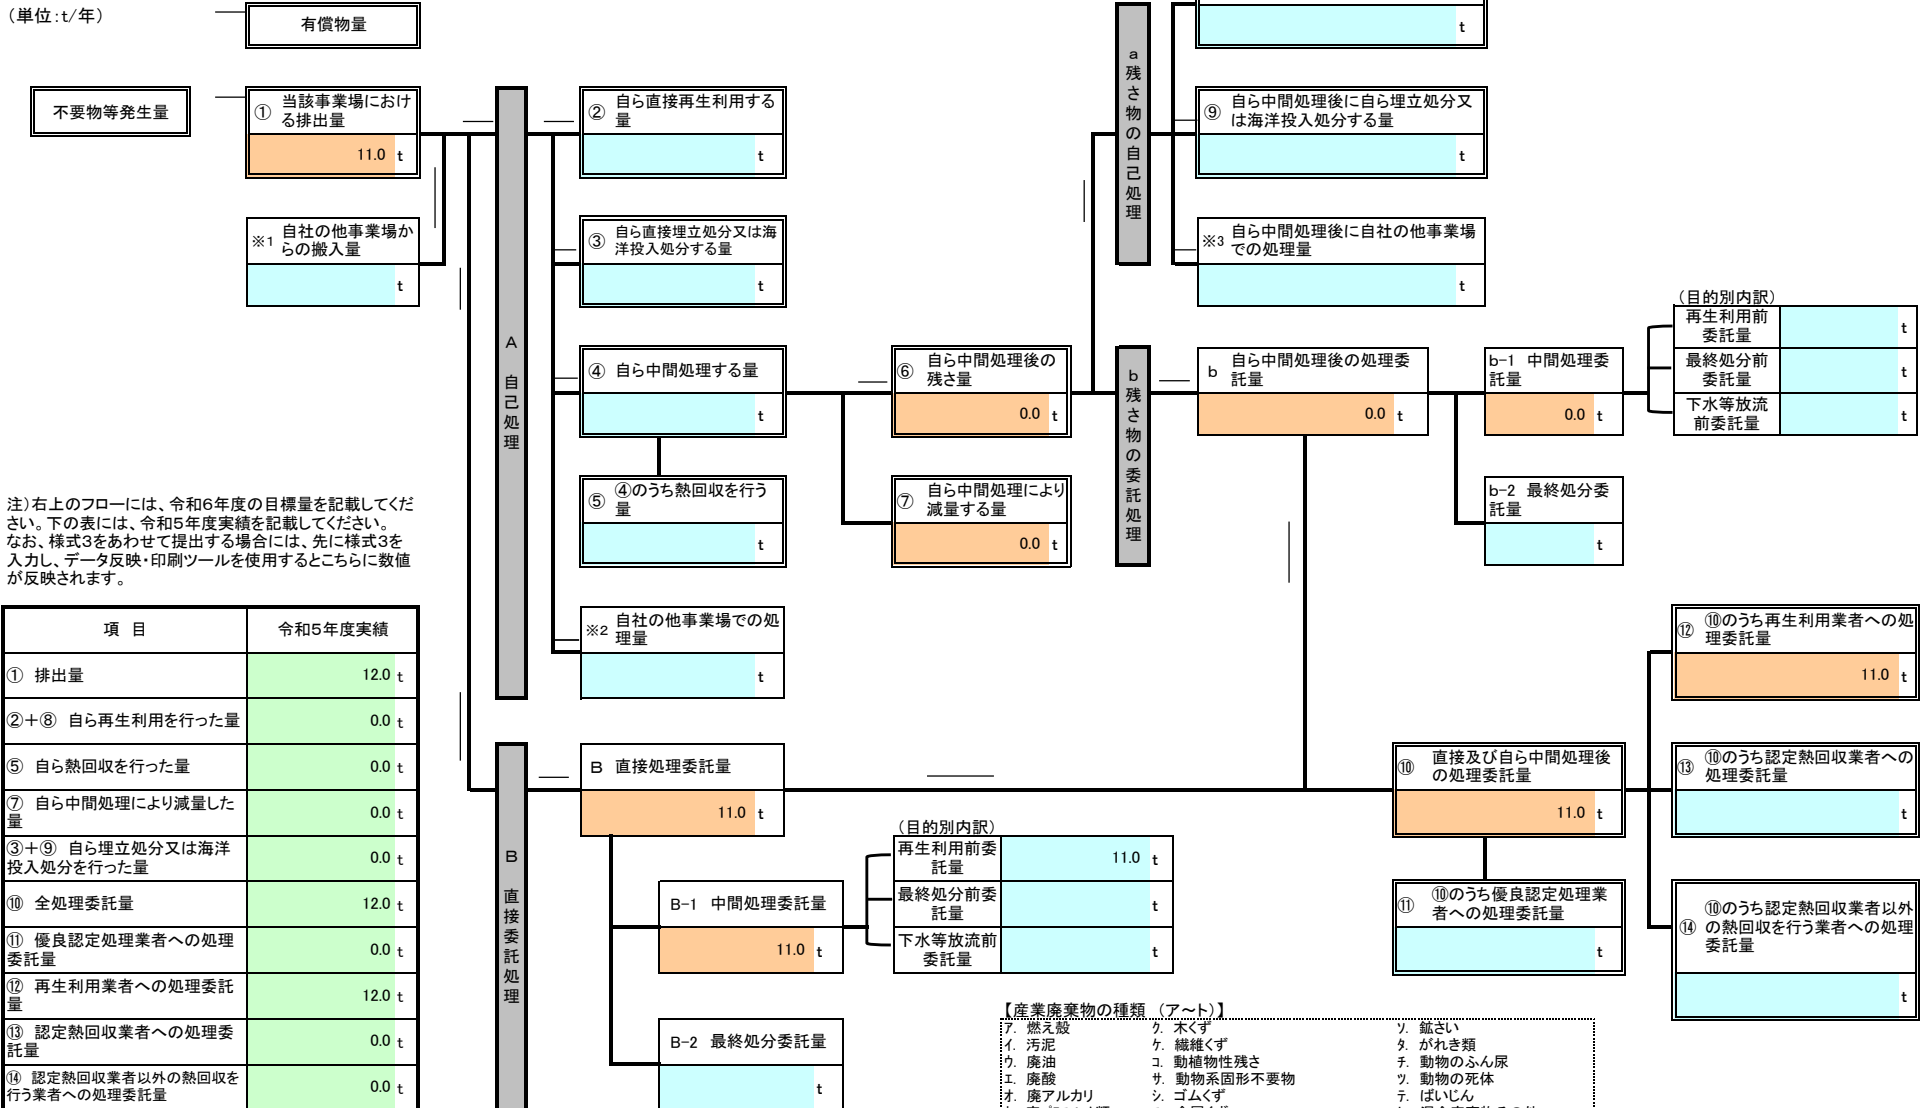 （単位:t/年）
有償物量
t
不要物等発生量
① 当該事業場におけ
る排出量
11.0 t
② 自ら直接再生利用する
量
t
⑨ 自ら中間処理後に自ら埋立処分又
は海洋投入処分する量
t
a 残さ物の自己処理
※1 自社の他事業場か
らの搬入量
t
③ 自ら直接埋立処分又は海
洋投入処分する量
t
※3 自ら中間処理後に自社の他事業場
での処理量
t
A 自己処理
④ 自ら中間処理する量
t
⑥ 自ら中間処理後の
残さ量
0.0 t
b 残さ物の委託処理
b 自ら中間処理後の処理委
託量
0.0 t
b-1 中間処理委
託量
0.0 t
（目的別内訳）
再生利用前
委託量
t
最終処分前
委託量
t
下水等放流
前委託量
t
⑤ ④のうち熱回収を行う
量
t
⑦ 自ら中間処理により
減量する量
0.0 t
b-2 最終処分委
託量
t
注）右上のフローには、令和6年度の目標量を記載してくだ
さい。下の表には、令和5年度実績を記載してください。
なお、様式3をあわせて提出する場合には、先に様式3を
入力し、データ反映・印刷ツールを使用するとこちらに数値
が反映されます。
※2 自社の他事業場での処
理量
t
項 目 令和5年度実績
① 排出量 12.0 t
②＋⑧ 自ら再生利用を行った量 0.0 t
⑤ 自ら熱回収を行った量 0.0 t
⑦ 自ら中間処理により減量した
量 0.0 t
③＋⑨ 自ら埋立処分又は海洋
投入処分を行った量 0.0 t
⑩ 全処理委託量 12.0 t
⑪ 優良認定処理業者への処理
委託量 0.0 t
⑫ 再生利用業者への処理委託
量 12.0 t
⑬ 認定熱回収業者への処理委
託量 0.0 t
⑭ 認定熱回収業者以外の熱回収を
行う業者への処理委託量 0.0 t
B 直接委託処理
B 直接処理委託量
11.0 t
B-1 中間処理委託量
11.0 t
（目的別内訳）
再生利用前委
託量
11.0 t
最終処分前委
託量
t
下水等放流前
委託量
t
B-2 最終処分委託量
t
⑩ 直接及び自ら中間処理後
の処理委託量
11.0 t
⑪ ⑩のうち優良認定処理業
者への処理委託量
t
⑫ ⑩のうち再生利用業者への処
理委託量
11.0 t
⑬ ⑩のうち認定熱回収業者への
処理委託量
t
⑭ ⑩のうち認定熱回収業者以外
の熱回収を行う業者への処理
委託量
t
【産業廃棄物の種類 （ア～ト）】
ア. 燃え殻 ク. 木くず ソ. 鉱さい
イ. 汚泥 ケ. 繊維くず タ. がれき類
ウ. 廃油 コ. 動植物性残さ チ. 動物のふん尿
エ. 廃酸 サ. 動物系固形不要物 ツ. 動物の死体
オ. 廃アルカリ シ. ゴムくず テ. ばいじん